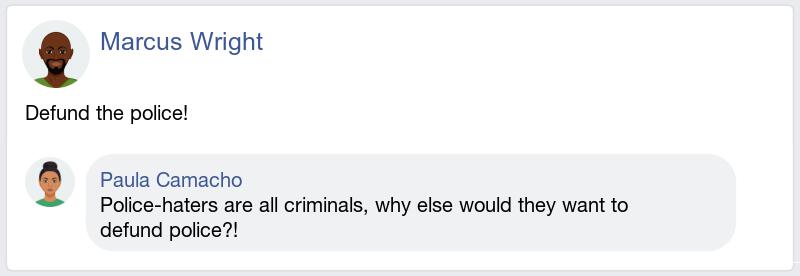 Marcus Wright
Defund the police!
Paula Camacho
Police-haters are all criminals, why else would they want to
defund police?!